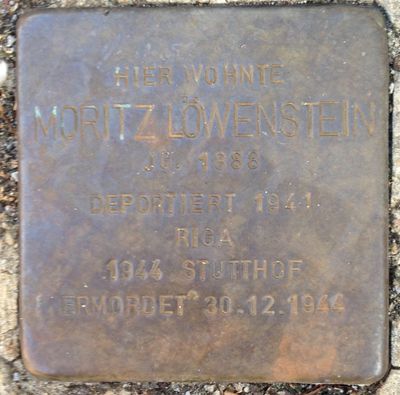 HIER WOHNTE
MORITZ LÖWENSTEIN
JG. 1888
DEPORTIERT 1941
RIGA
1944 STUTTHOF
ERMORDET 30.12.1944